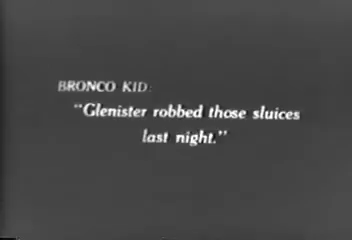 BRONCO KID:
"Glenister robbed those sluices
last night."